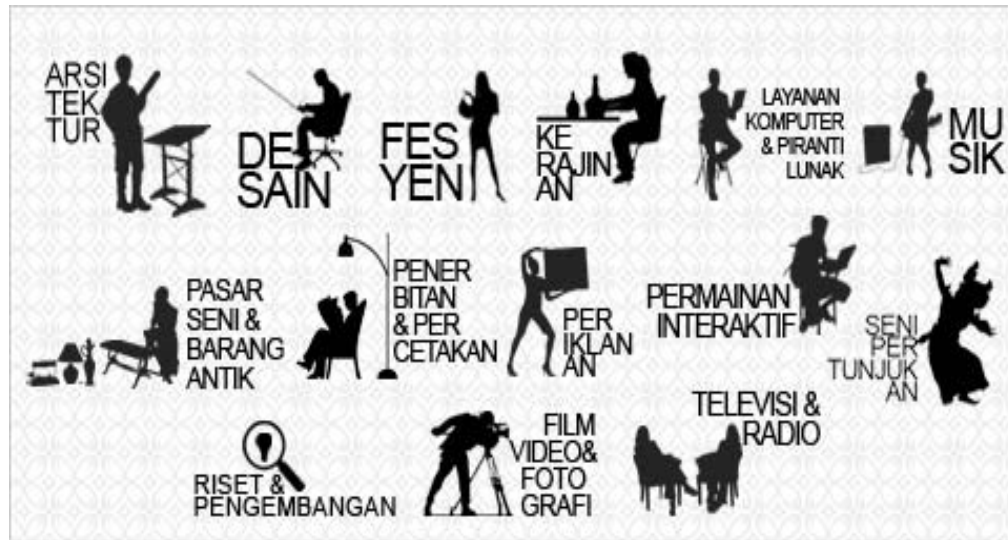 ARSI
TEK
TUR
DE
SAIN
FES
YEN
KE
RAJIN
AN
LAYANAN
KOMPUTER
& PIRANTI
LUNAK
MU
SIK
PASAR
SENI &
BARANG
ANTIK
PENER
BITAN
& PER
CETAKAN
PER
IKLAN
AN
PERMAINAN
INTERAKTIF
SENI
PER
TUNJUK
AN
RISET &
PENGEMBANGAN
FILM
VIDEO&
FOTO
GRAFI
TELEVISI &
RADIO